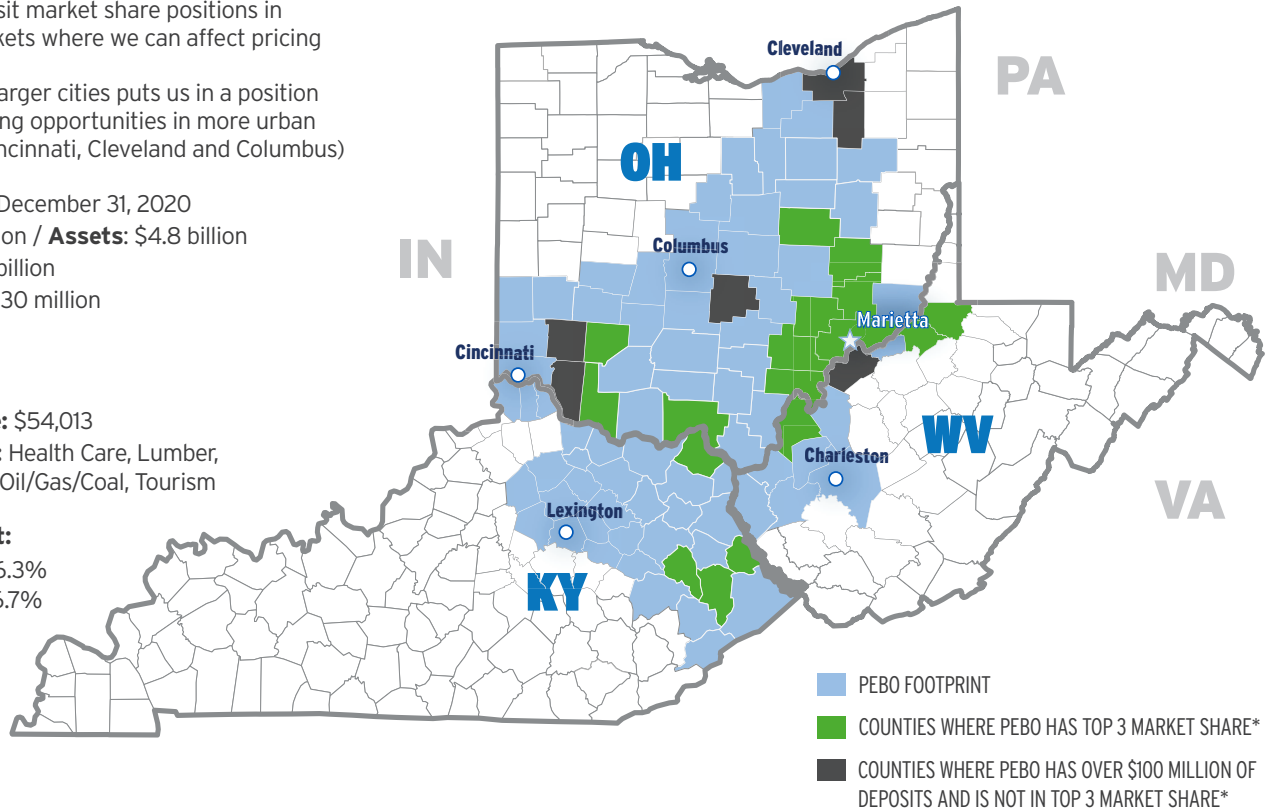 sit market share positions in
kets where we can affect pricing
arger cities puts us in a position
ng opportunities in more urban
ncinnati, Cleveland and Columbus)
December 31, 2020
on / Assets: $4.8 billion
billion
30 million
e: $54,013
: Health Care, Lumber,
Oil/Gas/Coal, Tourism
t:
6.3%
6.7%
Cleveland
PA
OH
Columbus
IN
MD
Marietta
Cincinnati
WV
Charleston
VA
Lexington
KY
PEBO FOOTPRINT
COUNTIES WHERE PEBO HAS TOP 3 MARKET SHARE*
COUNTIES WHERE PEBO HAS OVER $100 MILLION OF
DEPOSITS AND IS NOT IN TOP 3 MARKET SHARE*